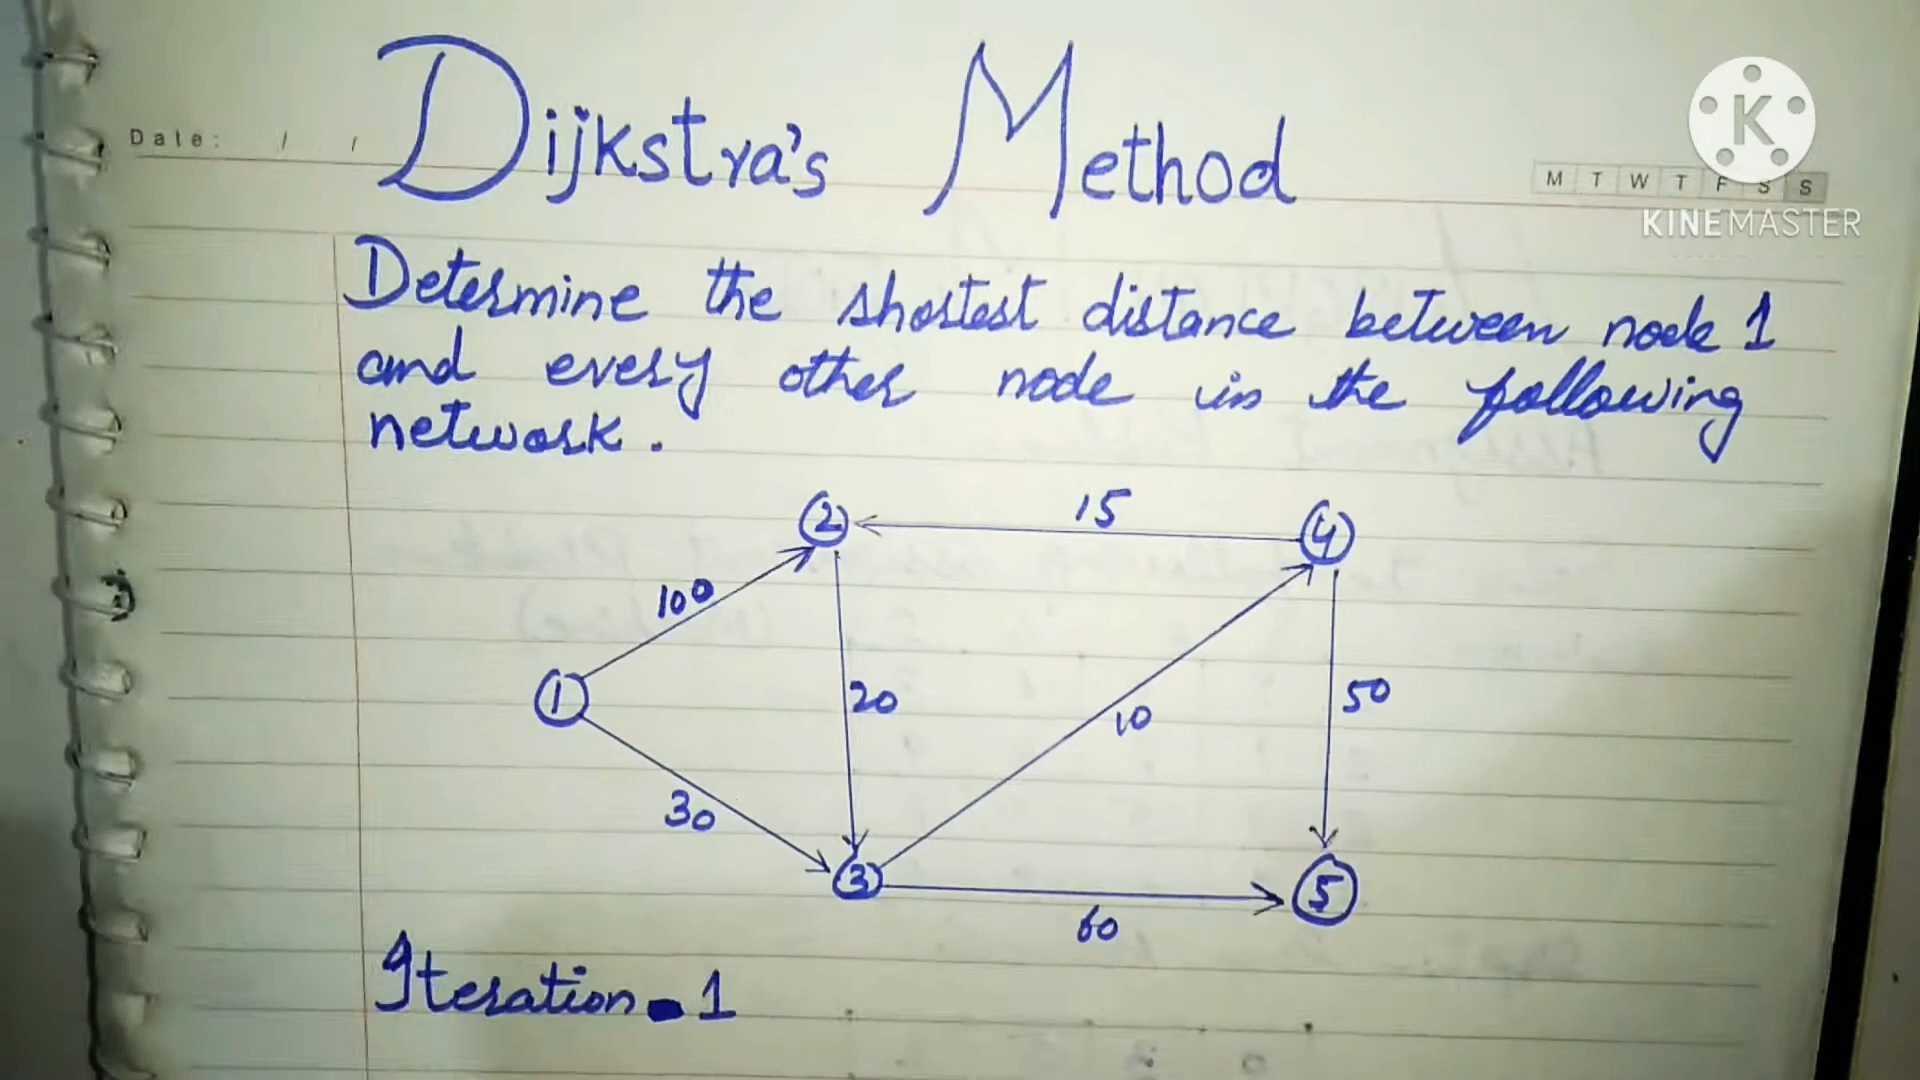 Dijkstra's Method
Date: / /
M T W T F S S
KINEMASTER
Determine the shortest distance between node 1
and every other node in the following
network.
2
15
4
100
1
20
10
50
30
3
60
5
Iteration - 1